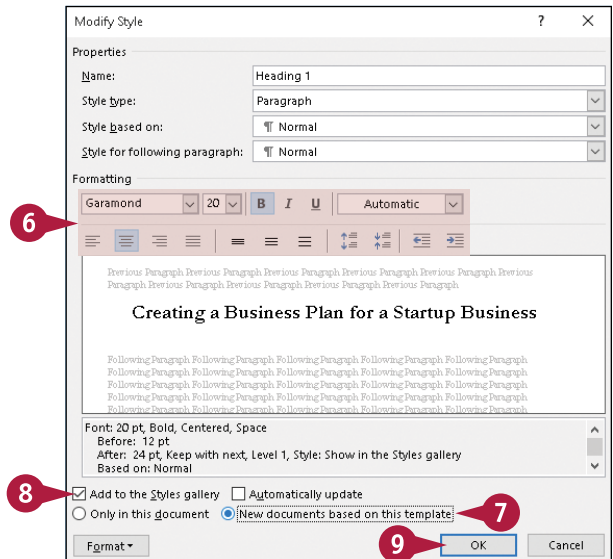 Modify Style ? ×
Properties
Name: Heading 1
Style type: Paragraph
Style based on: ¶ Normal
Style for following paragraph: ¶ Normal
Formatting
Garamond 20 B I U Automatic
6
Previous Paragraph Previous Paragraph Previous Paragraph Previous Paragraph Previous Paragraph Previous
Paragraph Previous Paragraph Previous Paragraph Previous Paragraph Previous Paragraph
Creating a Business Plan for a Startup Business
Following Paragraph Following Paragraph Following Paragraph Following Paragraph Following Paragraph
Following Paragraph Following Paragraph Following Paragraph Following Paragraph Following Paragraph
Following Paragraph Following Paragraph Following Paragraph Following Paragraph Following Paragraph
Following Paragraph Following Paragraph Following Paragraph Following Paragraph Following Paragraph
Following Paragraph Following Paragraph Following Paragraph Following Paragraph Following Paragraph
Font: 20 pt, Bold, Centered, Space
Before: 12 pt
After: 24 pt, Keep with next, Level 1, Style: Show in the Styles gallery
Based on: Normal
8 Add to the Styles gallery Automatically update
Only in this document New documents based on this template 7
Format 9 OK Cancel